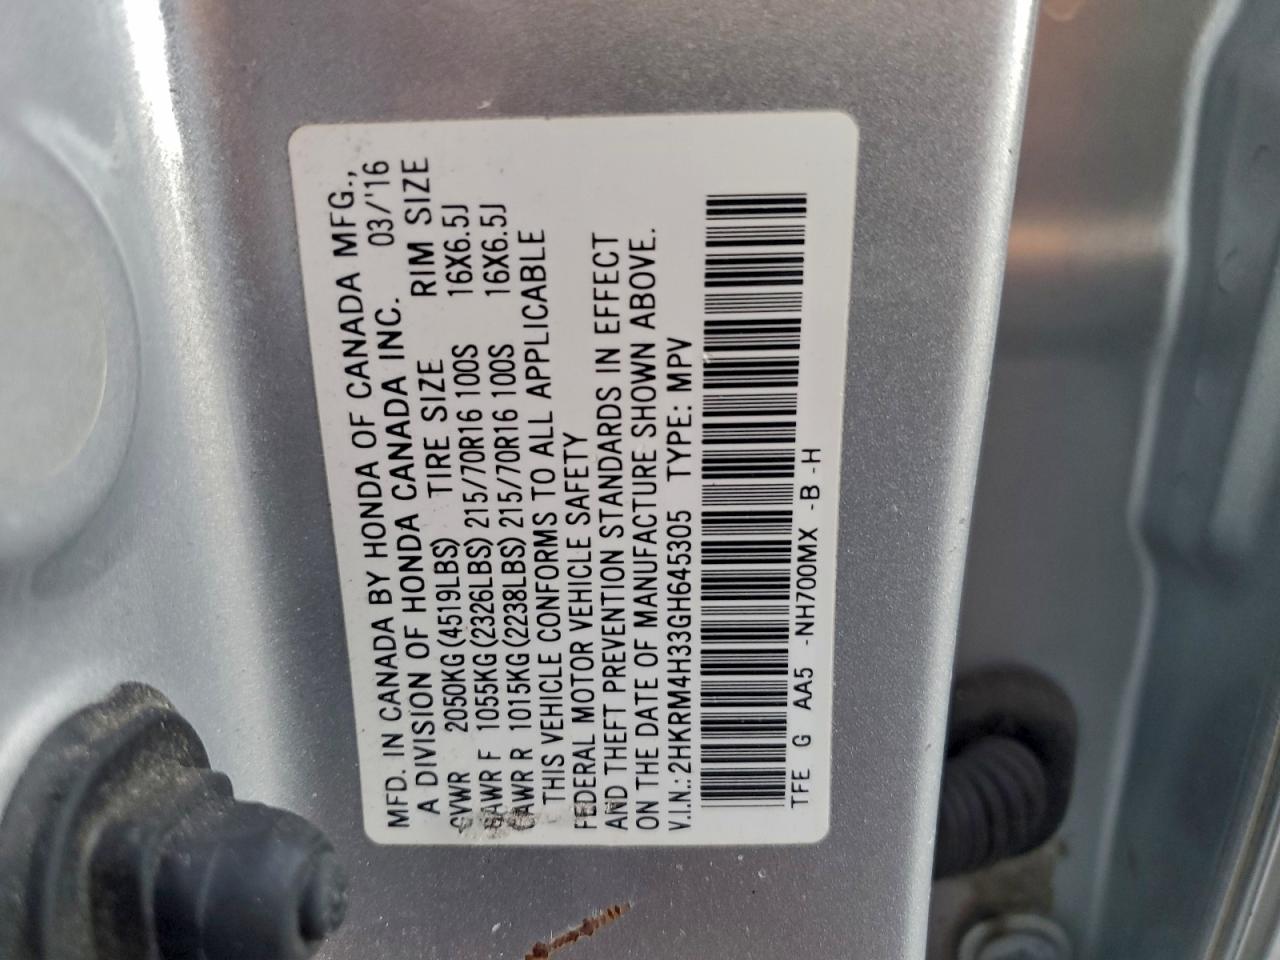 MFD. IN CANADA BY HONDA OF CANADA MFG.,
A DIVISION OF HONDA CANADA INC. 03/'16
TIRE SIZE RIM SIZE
GVWR 2050KG (4519LBS)
GAWR F 1055KG (2326LBS) 215/70R16 100S 16X6.5J
GAWR R 1015KG (2238LBS) 215/70R16 100S 16X6.5J
THIS VEHICLE CONFORMS TO ALL APPLICABLE
FEDERAL MOTOR VEHICLE SAFETY
AND THEFT PREVENTION STANDARDS IN EFFECT
ON THE DATE OF MANUFACTURE SHOWN ABOVE.
V.I.N.: 2HKRM4H33GH645305 TYPE: MPV
TFE G AA5 -NH700MX -B -H